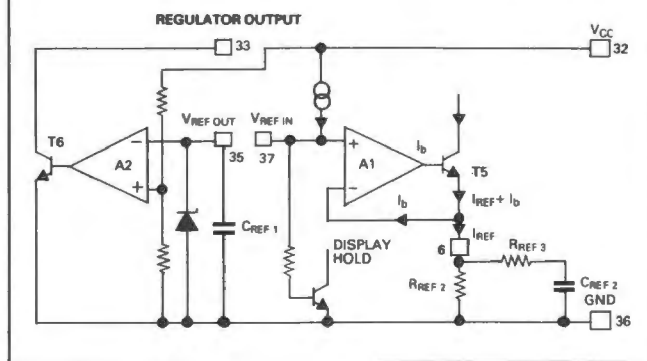 REGULATOR OUTPUT
33
VCC
32
T6
A2
-
+
VREF OUT
35
VREF IN
37
+
-
A1
Ib
T5
Ib
IREF + Ib
IREF
6
CREF 1
DISPLAY
HOLD
RREF 3
RREF 2
CREF 2
GND
36